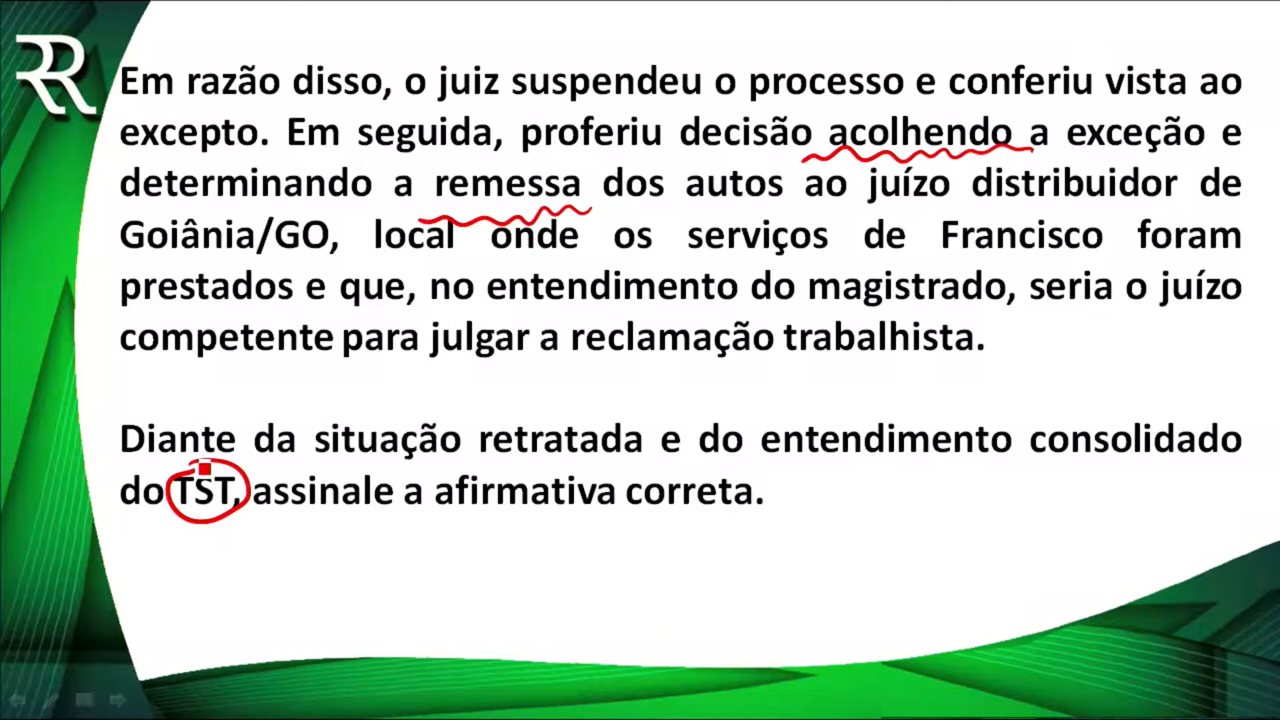 Em razão disso, o juiz suspendeu o processo e conferiu vista ao
excepto. Em seguida, proferiu decisão acolhendo a exceção e
determinando a remessa dos autos ao juízo distribuidor de
Goiânia/GO, local onde os serviços de Francisco foram
prestados e que, no entendimento do magistrado, seria o juízo
competente para julgar a reclamação trabalhista.
Diante da situação retratada e do entendimento consolidado
do TST, assinale a afirmativa correta.